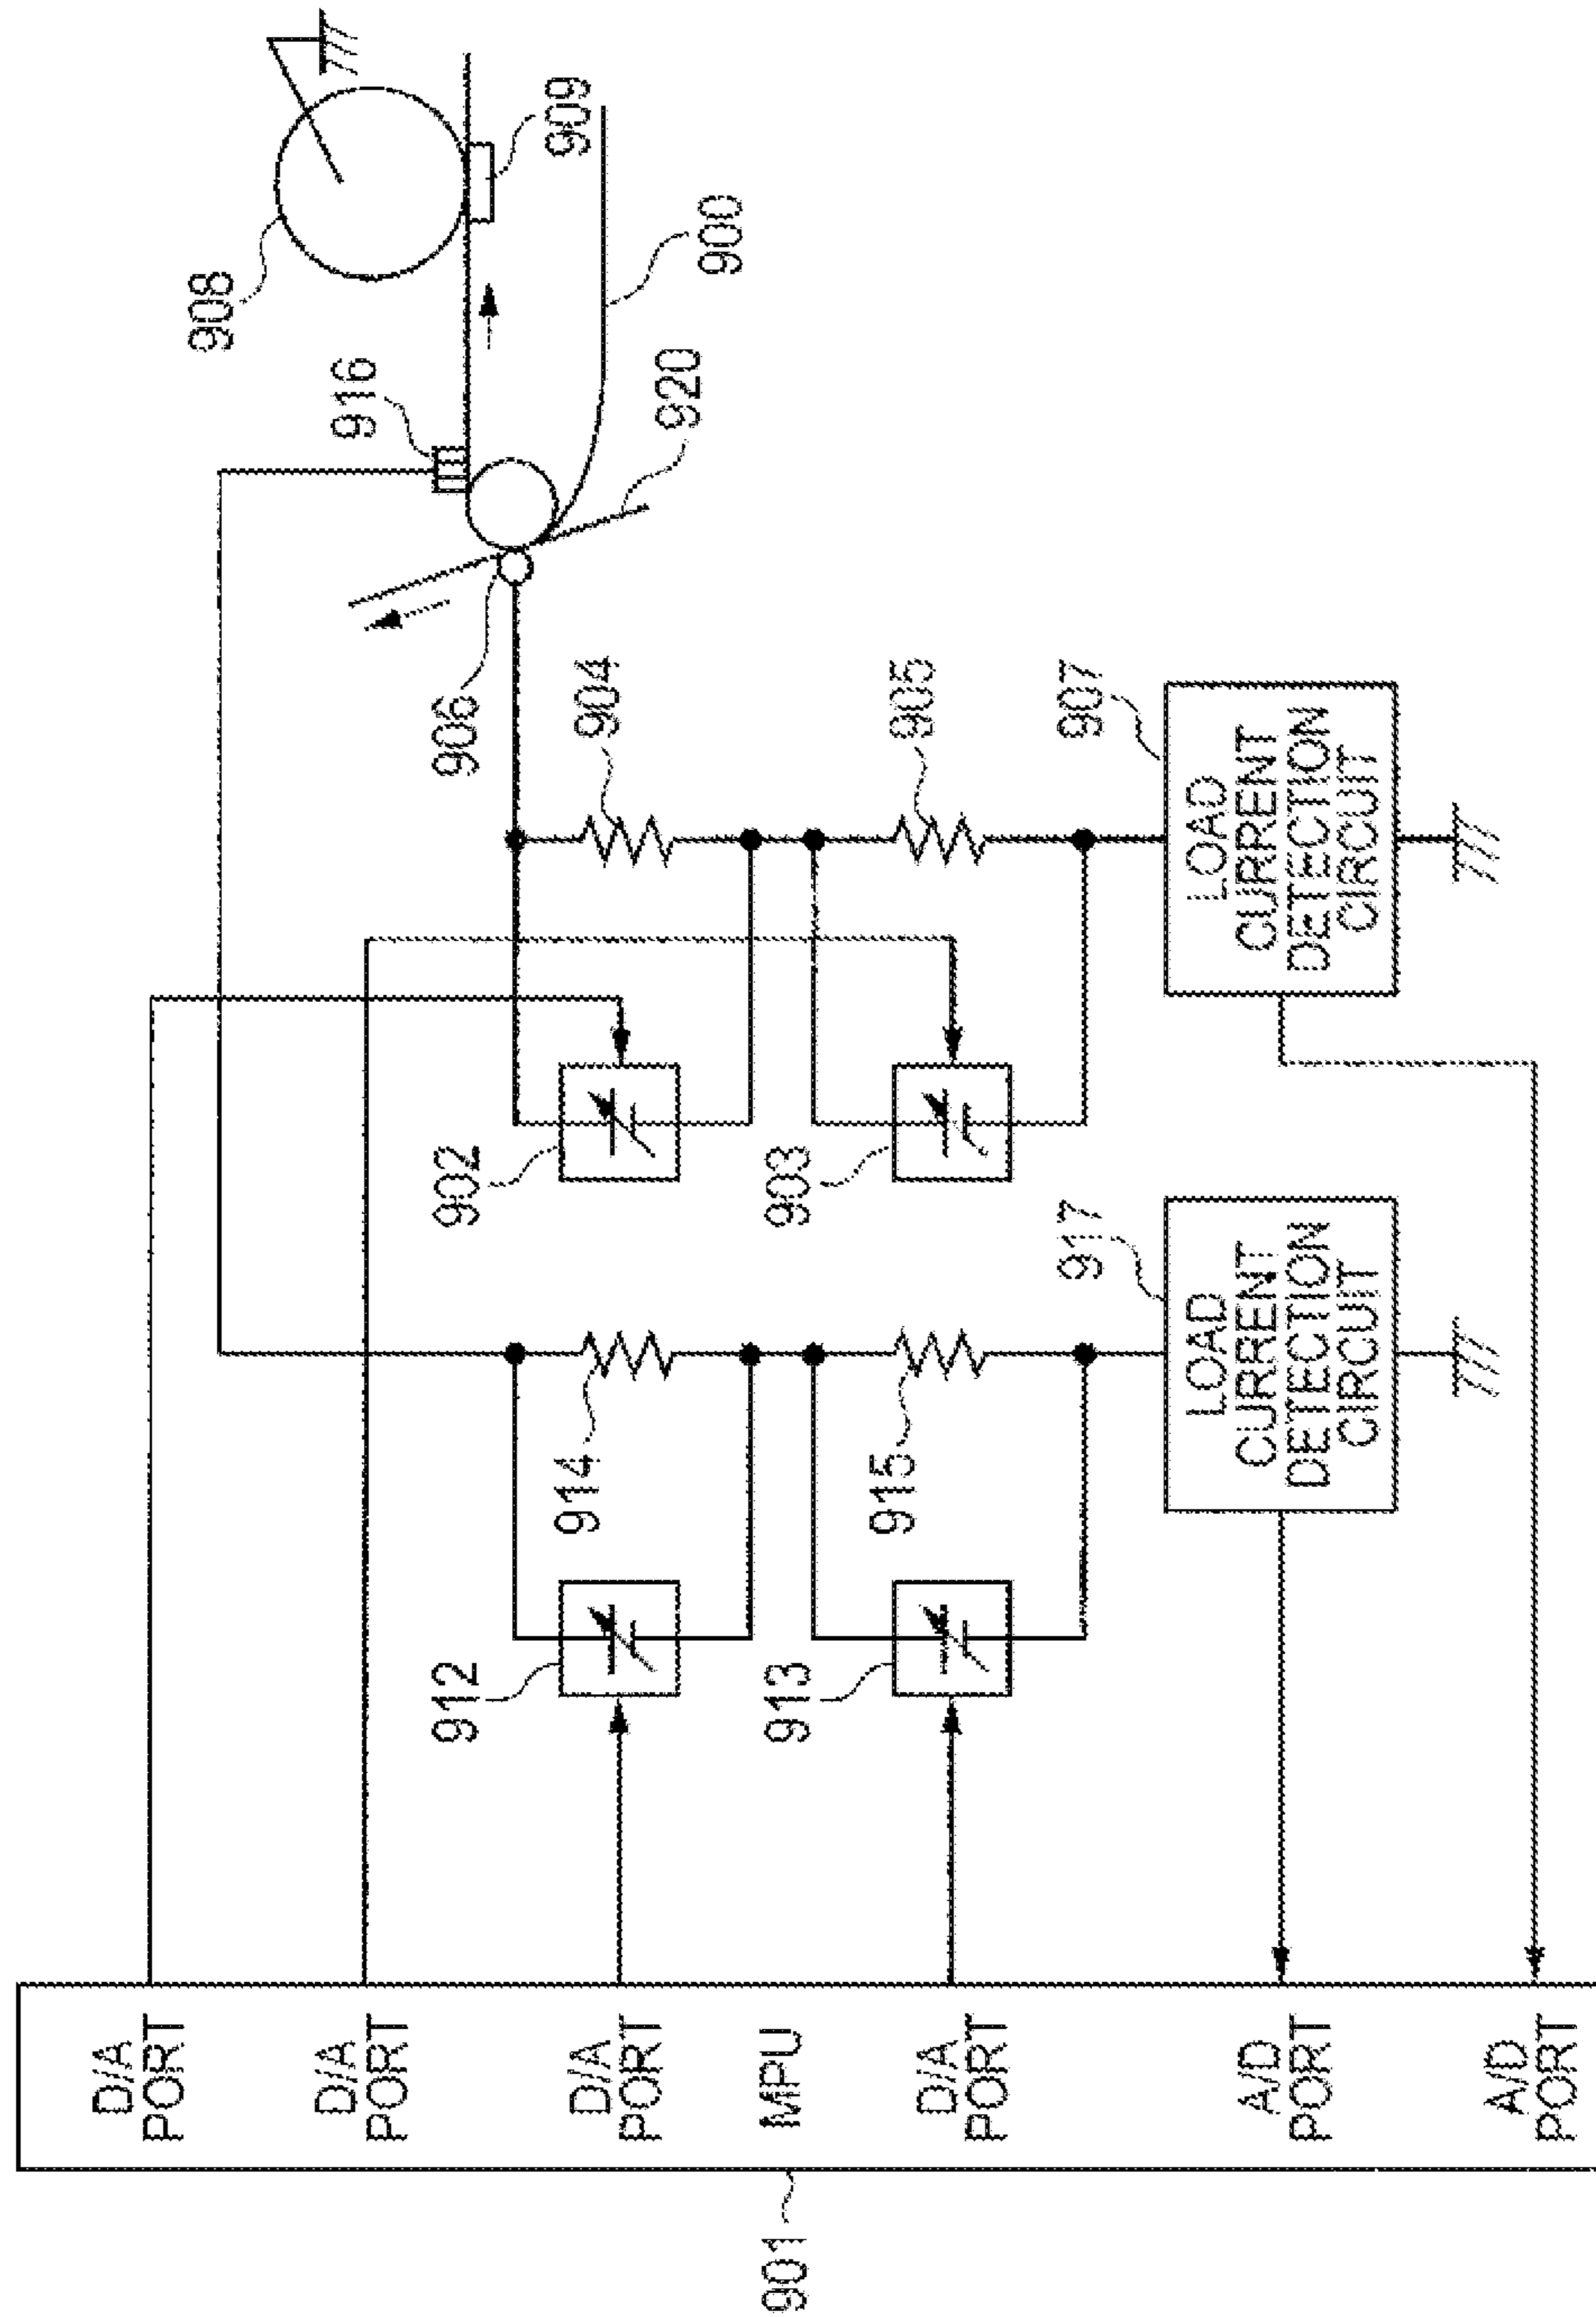 901
D/A
PORT
D/A
PORT
D/A
PORT
MPU
D/A
PORT
A/D
PORT
A/D
PORT
912
914
913
915
917
LOAD
CURRENT
DETECTION
CIRCUIT
902
903
906
904
905
907
LOAD
CURRENT
DETECTION
CIRCUIT
916
908
920
900
909